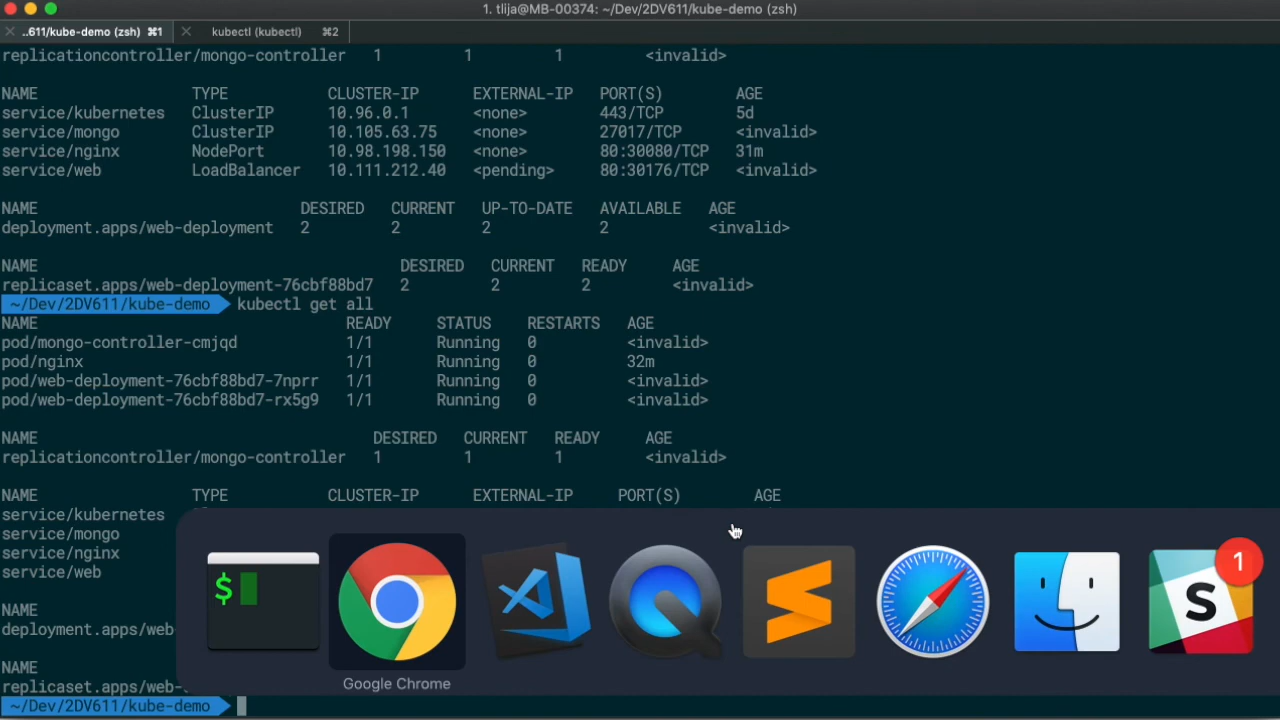 1. tlija@MB-00374: ~/Dev/2DV611/kube-demo (zsh)
..611/kube-demo (zsh) ⌘1 kubectl (kubectl) ⌘2
replicationcontroller/mongo-controller 1 1 1 <invalid>
NAME TYPE CLUSTER-IP EXTERNAL-IP PORT(S) AGE
service/kubernetes ClusterIP 10.96.0.1 <none> 443/TCP 5d
service/mongo ClusterIP 10.105.63.75 <none> 27017/TCP <invalid>
service/nginx NodePort 10.98.198.150 <none> 80:30080/TCP 31m
service/web LoadBalancer 10.111.212.40 <pending> 80:30176/TCP <invalid>
NAME DESIRED CURRENT UP-TO-DATE AVAILABLE AGE
deployment.apps/web-deployment 2 2 2 2 <invalid>
NAME DESIRED CURRENT READY AGE
replicaset.apps/web-deployment-76cbf88bd7 2 2 2 <invalid>
~/Dev/2DV611/kube-demo kubectl get all
NAME READY STATUS RESTARTS AGE
pod/mongo-controller-cmjqd 1/1 Running 0 <invalid>
pod/nginx 1/1 Running 0 32m
pod/web-deployment-76cbf88bd7-7nprr 1/1 Running 0 <invalid>
pod/web-deployment-76cbf88bd7-rx5g9 1/1 Running 0 <invalid>
NAME DESIRED CURRENT READY AGE
replicationcontroller/mongo-controller 1 1 1 <invalid>
NAME TYPE CLUSTER-IP EXTERNAL-IP PORT(S) AGE
service/kubernetes
service/mongo
service/nginx
service/web
NAME
deployment.apps/web
NAME
replicaset.apps/web-
~/Dev/2DV611/kube-demo
$
S
1
Google Chrome